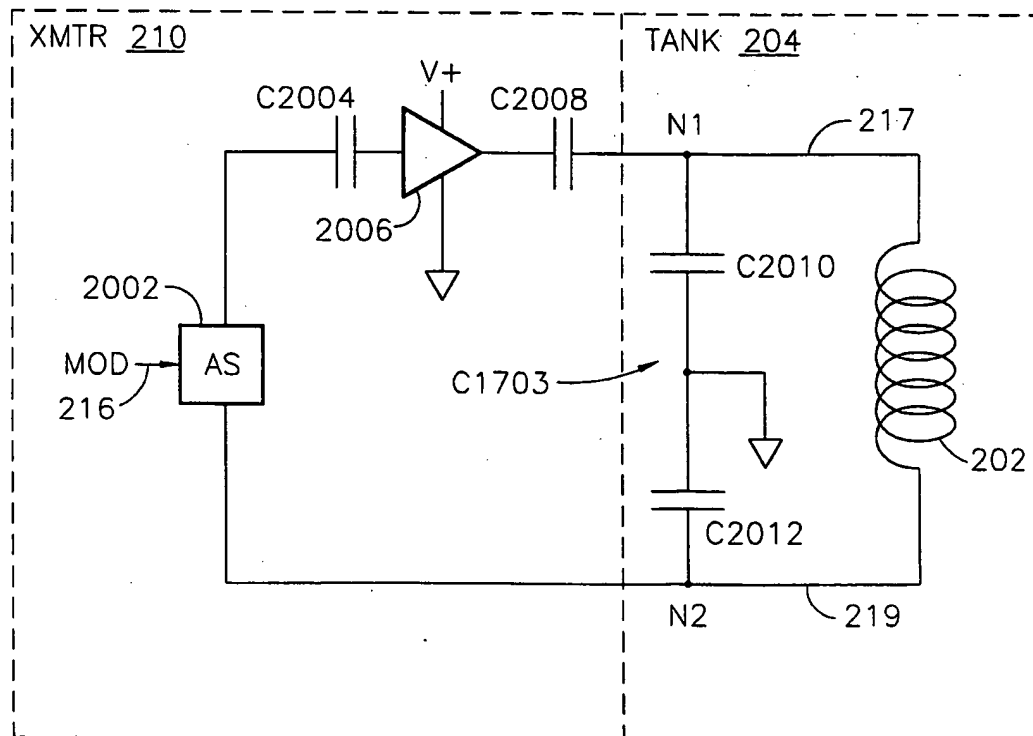 XMTR 210
TANK 204
V+
C2004
C2008
N1
217
2006
2002
C2010
MOD
AS
C1703
216
202
C2012
N2
219